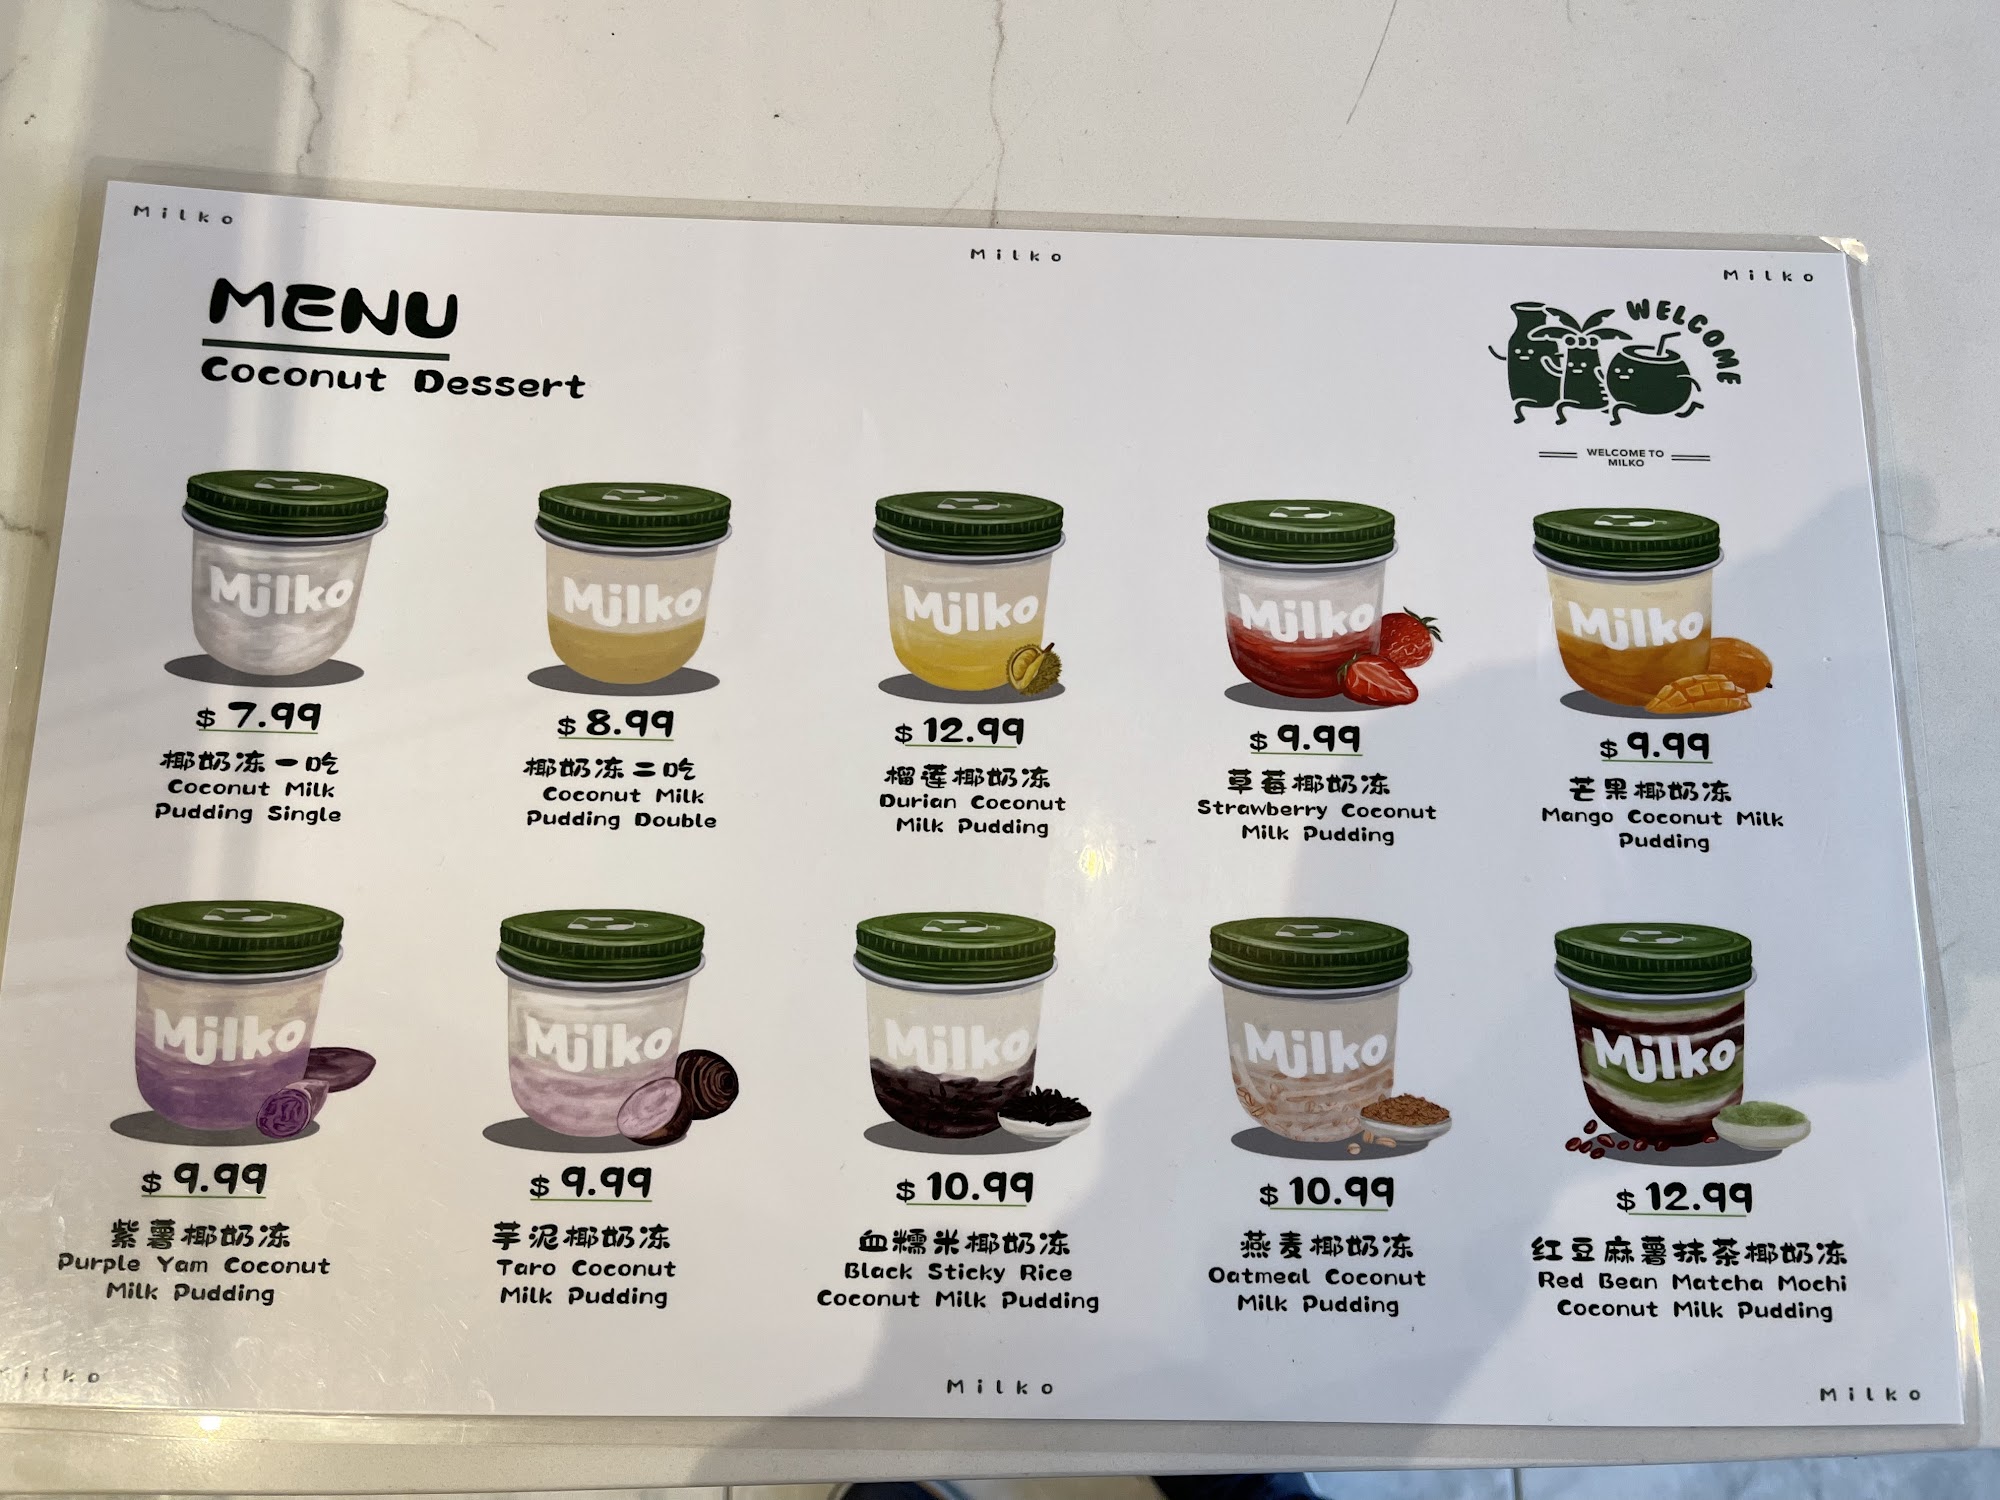 Milko
Milko
Milko
MENU
Coconut Dessert
WELCOME
WELCOME TO
MILKO
Milko
Milko
Milko
Milko
Milko
$ 7.99
椰奶冻一吃
Coconut Milk
Pudding Single
$ 8.99
椰奶冻二吃
Coconut Milk
Pudding Double
$ 12.99
榴莲椰奶冻
Durian Coconut
Milk Pudding
$ 9.99
草莓椰奶冻
Strawberry Coconut
Milk Pudding
$ 9.99
芒果椰奶冻
Mango Coconut Milk
Pudding
Milko
Milko
Milko
Milko
Milko
$ 9.99
紫薯椰奶冻
Purple Yam Coconut
Milk Pudding
$ 9.99
芋泥椰奶冻
Taro Coconut
Milk Pudding
$ 10.99
血糯米椰奶冻
Black Sticky Rice
Coconut Milk Pudding
$ 10.99
燕麦椰奶冻
Oatmeal Coconut
Milk Pudding
$ 12.99
红豆麻薯抹茶椰奶冻
Red Bean Matcha Mochi
Coconut Milk Pudding
Milko
Milko
Milko